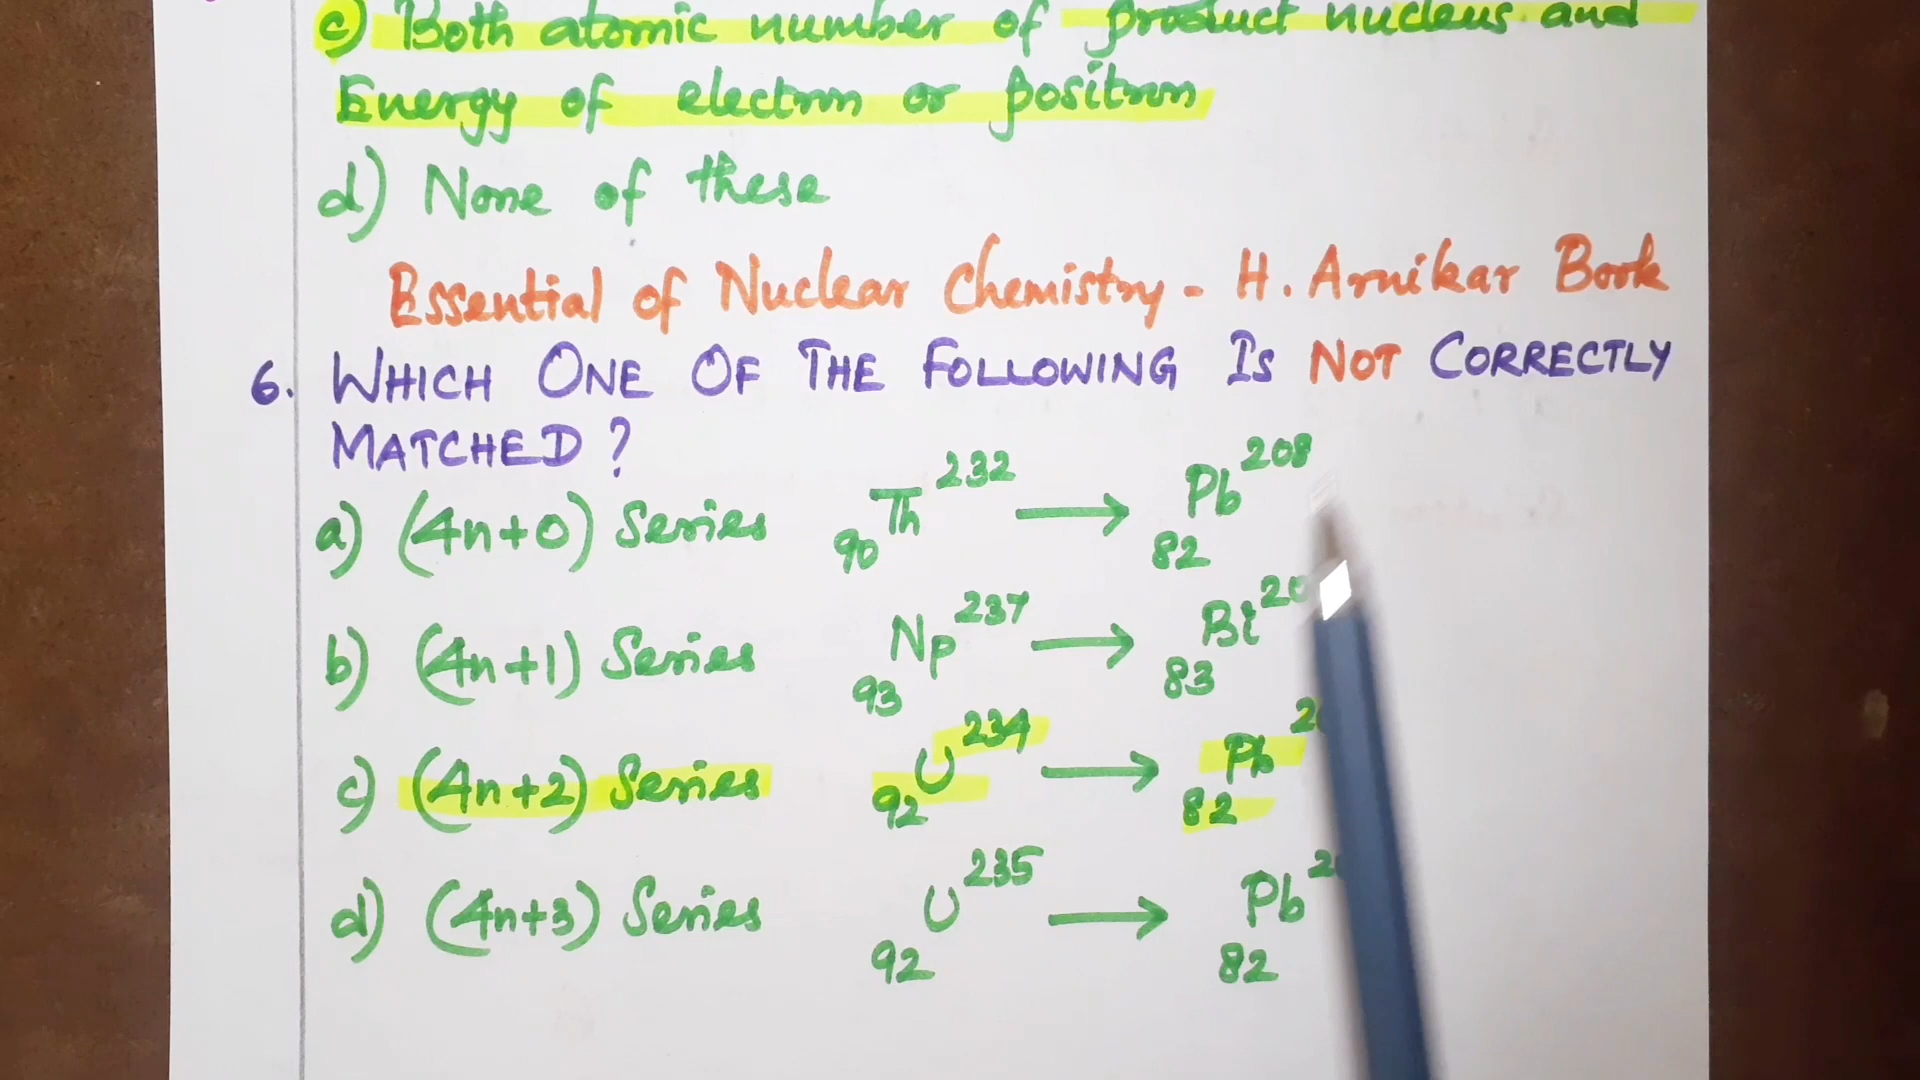 c) Both atomic number of product nucleus and
Energy of electron or positron
d) None of these
Essential of Nuclear Chemistry - H. Arnikar Book
6. WHICH ONE OF THE FOLLOWING IS NOT CORRECTLY
MATCHED ?
a) (4n+0) Series ₉₀Th²³² → ₈₂Pb²⁰⁸
b) (4n+1) Series ₉₃Np²³⁷ → ₈₃Bi
c) (4n+2) Series ₉₂U²³⁴ → ₈₂Pb
d) (4n+3) Series ₉₂U²³⁵ → ₈₂Pb